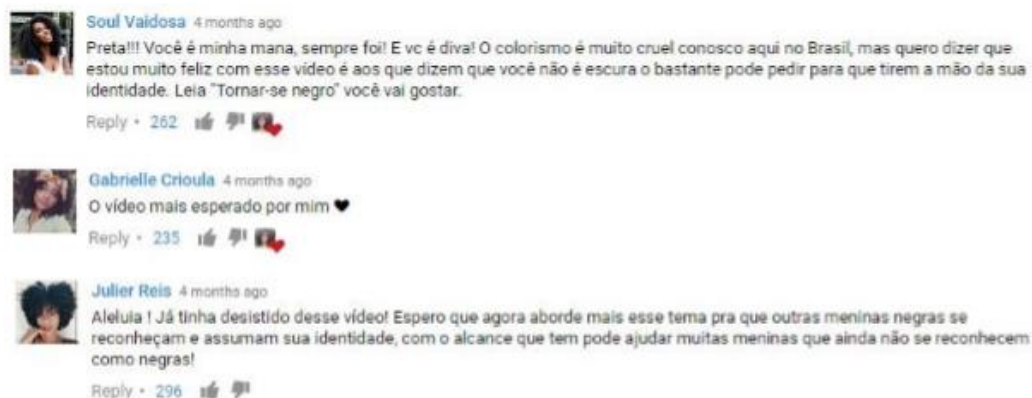 Soul Vaidosa 4 months ago
Preta!!! Você é minha mana, sempre foi! E vc é diva! O colorismo é muito cruel conosco aqui no Brasil, mas quero dizer que
estou muito feliz com esse vídeo é aos que dizem que você não é escura o bastante pode pedir para que tirem a mão da sua
identidade. Leia "Tornar-se negro" você vai gostar.
Reply • 262
Gabrielle Crioula 4 months ago
O vídeo mais esperado por mim ♥
Reply • 235
Julier Reis 4 months ago
Aleluia ! Já tinha desistido desse vídeo! Espero que agora aborde mais esse tema pra que outras meninas negras se
reconheçam e assumam sua identidade, com o alcance que tem pode ajudar muitas meninas que ainda não se reconhecem
como negras!
Reply • 296